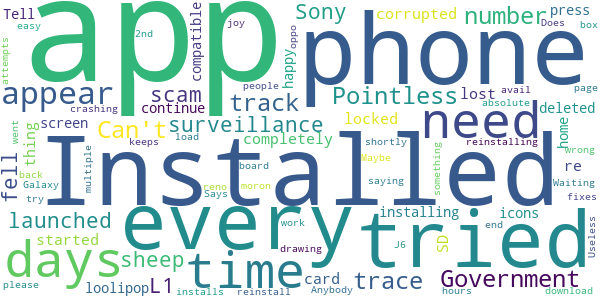 Tell
easy
attempts
app
2nd
compatible
joy
happy
oppo
people
Sony
phone
corrupted
number
press
Does
box
appear
crashing
scam
continue
track
Pointless
lost
avail
absolute
page
deleted
thing
screen
Can't
surveillance
completely
locked
need
reinstalling
home
went
load
keeps
shortly
re
wrong
fell
back
Galaxy
try
multiple
Installed
board
reno
Says
moron
Maybe
saying
something
Waiting
fixes
launched
every
tried
installing
icons
Useless
started
days
sheep
time
work
drawing
J6
SD
end
please
loolipop
L1
installs
reinstall
card
Anybody
trace
Government
hours
download